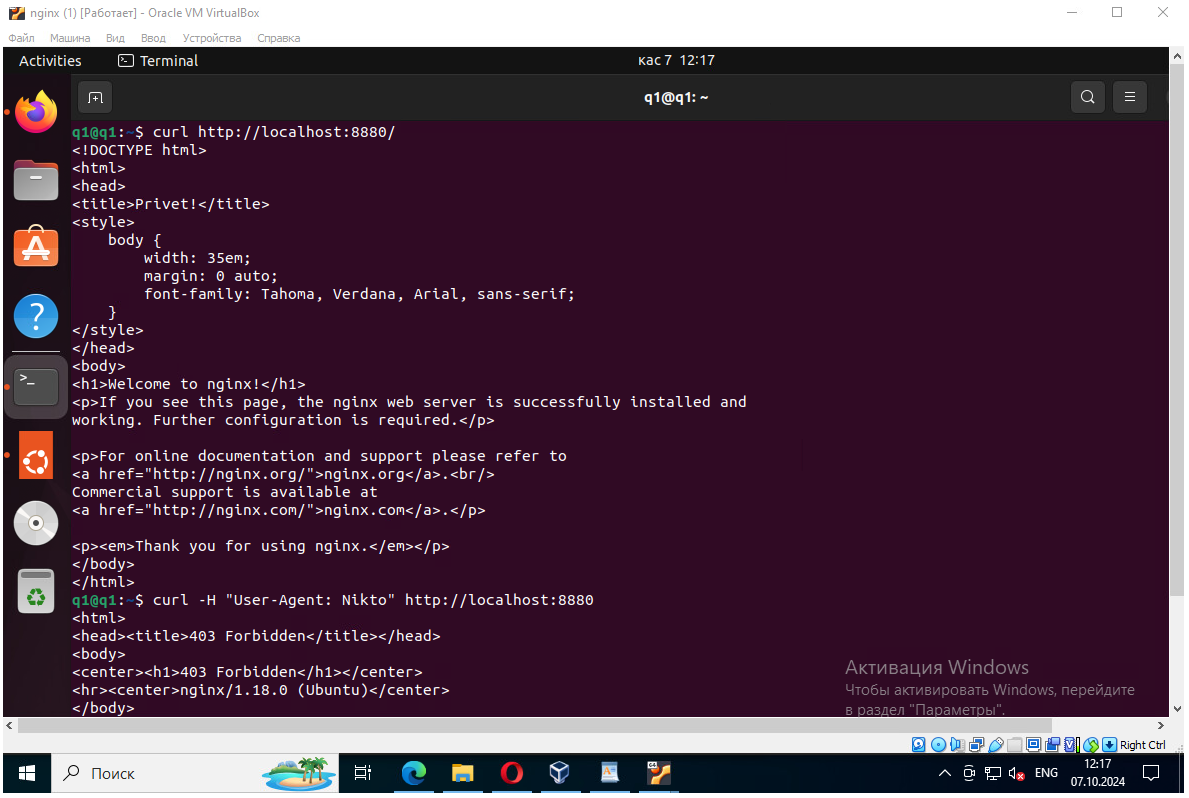 nginx (1) [Работает] - Oracle VM VirtualBox
Файл Машина Вид Ввод Устройства Справка
Activities Terminal кас 7 12:17
q1@q1: ~
q1@q1:~$ curl http://localhost:8880/
<!DOCTYPE html>
<html>
<head>
<title>Privet!</title>
<style>
    body {
        width: 35em;
        margin: 0 auto;
        font-family: Tahoma, Verdana, Arial, sans-serif;
    }
</style>
</head>
<body>
<h1>Welcome to nginx!</h1>
<p>If you see this page, the nginx web server is successfully installed and
working. Further configuration is required.</p>

<p>For online documentation and support please refer to
<a href="http://nginx.org/">nginx.org</a>.<br/>
Commercial support is available at
<a href="http://nginx.com/">nginx.com</a>.</p>

<p><em>Thank you for using nginx.</em></p>
</body>
</html>
q1@q1:~$ curl -H "User-Agent: Nikto" http://localhost:8880
<html>
<head><title>403 Forbidden</title></head>
<body>
<center><h1>403 Forbidden</h1></center>
<hr><center>nginx/1.18.0 (Ubuntu)</center>
</body>
Активация Windows
Чтобы активировать Windows, перейдите
в раздел "Параметры".
Right Ctrl
Поиск
ENG
12:17
07.10.2024